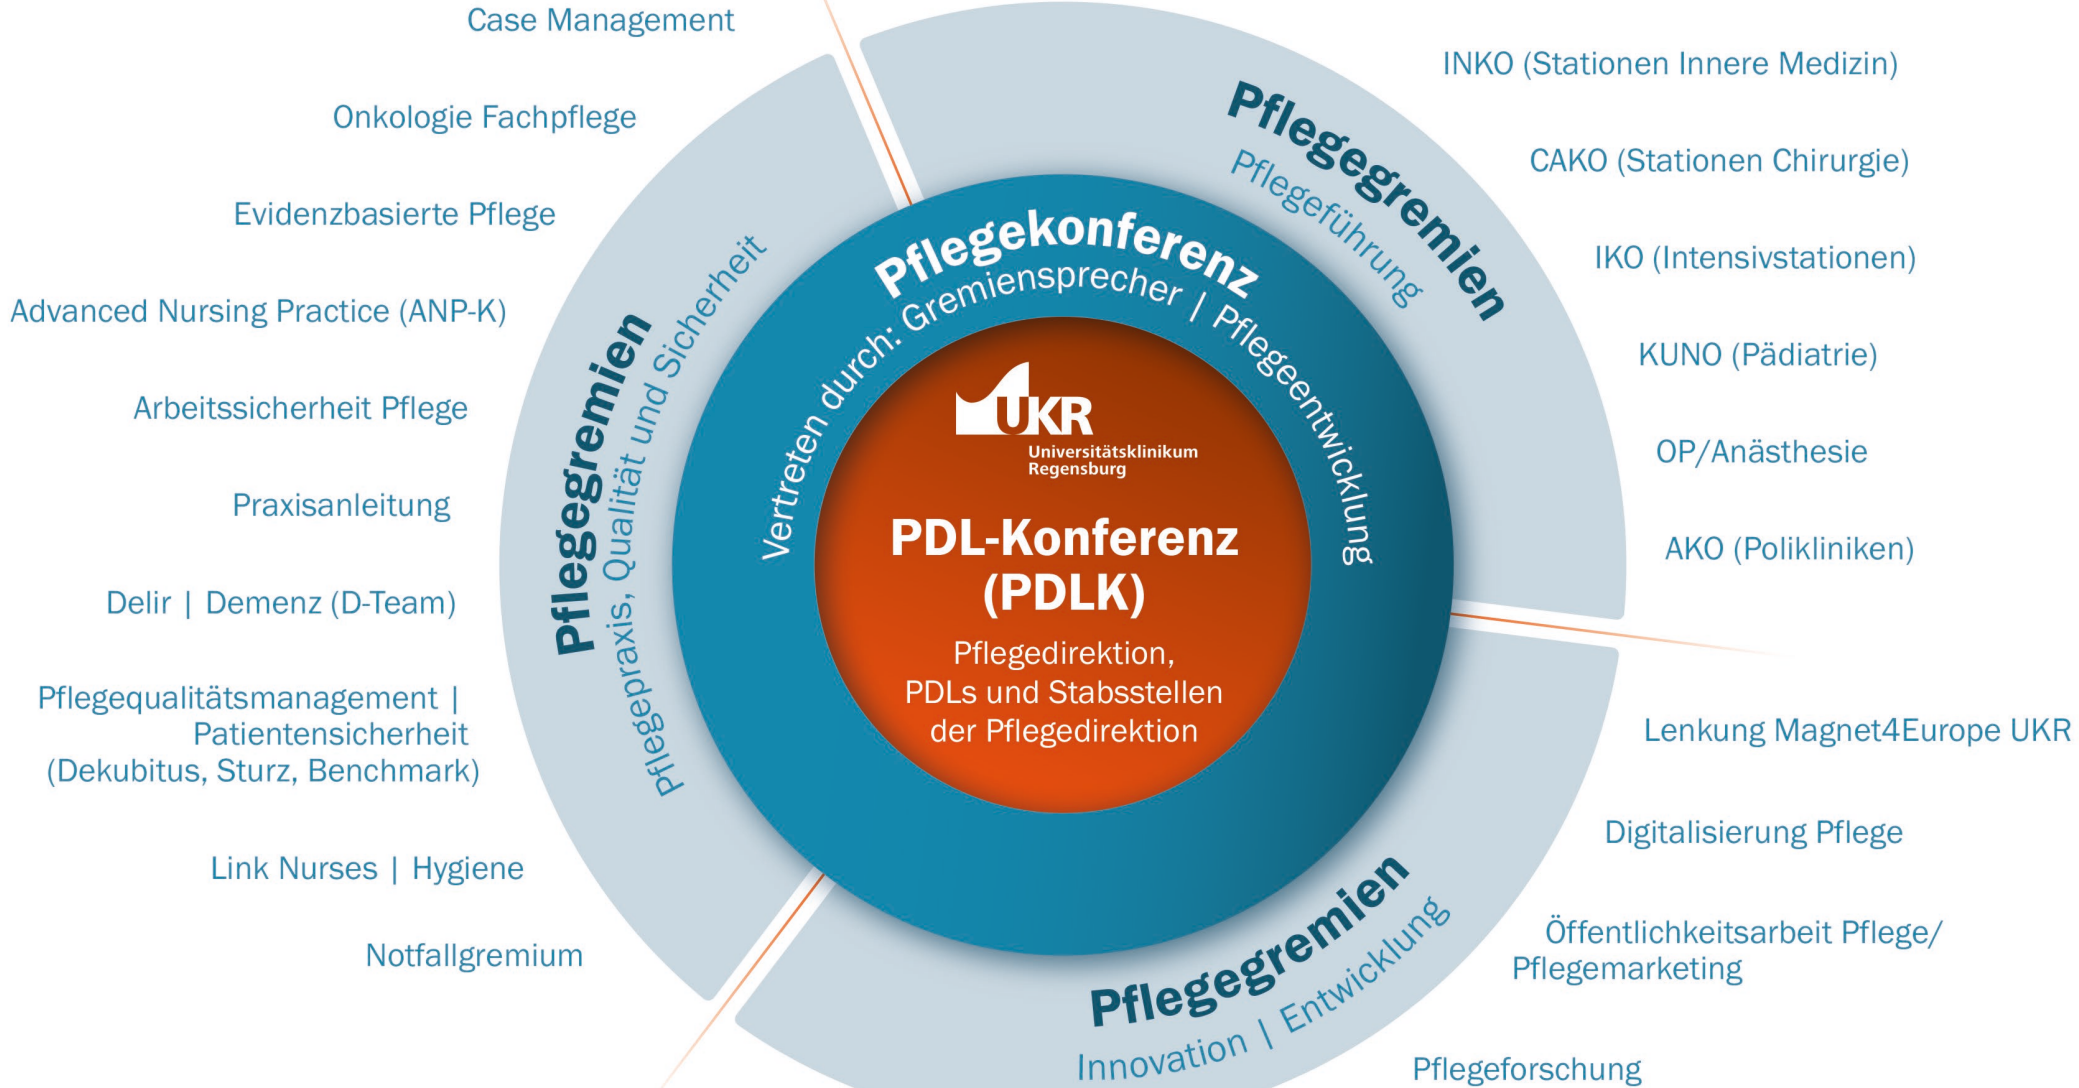 Case Management
Onkologie Fachpflege
Evidenzbasierte Pflege
Advanced Nursing Practice (ANP-K)
Arbeitssicherheit Pflege
Praxisanleitung
Delir | Demenz (D-Team)
Pflegequalitätsmanagement |
Patientensicherheit
(Dekubitus, Sturz, Benchmark)
Link Nurses | Hygiene
Notfallgremium
Pflegegremien
Pflegepraxis, Qualität und Sicherheit
Pflegekonferenz
Vertreten durch: Gremiensprecher | Pflegeentwicklung
UKR
Universitätsklinikum
Regensburg
PDL-Konferenz
(PDLK)
Pflegedirektion,
PDLs und Stabsstellen
der Pflegedirektion
Pflegegremien
Pflegeführung
INKO (Stationen Innere Medizin)
CAKO (Stationen Chirurgie)
IKO (Intensivstationen)
KUNO (Pädiatrie)
OP/Anästhesie
AKO (Polikliniken)
Pflegegremien
Innovation | Entwicklung
Lenkung Magnet4Europe UKR
Digitalisierung Pflege
Öffentlichkeitsarbeit Pflege/
Pflegemarketing
Pflegeforschung